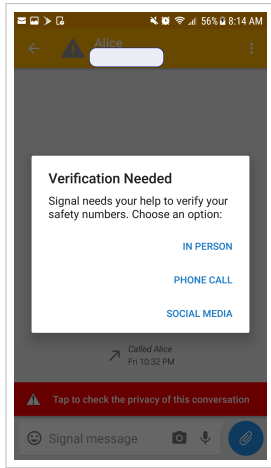 56% 8:14 AM
Alice
Verification Needed
Signal needs your help to verify your
safety numbers. Choose an option:
IN PERSON
PHONE CALL
SOCIAL MEDIA
Called Alice
Fri 10:32 PM
Tap to check the privacy of this conversation
Signal message